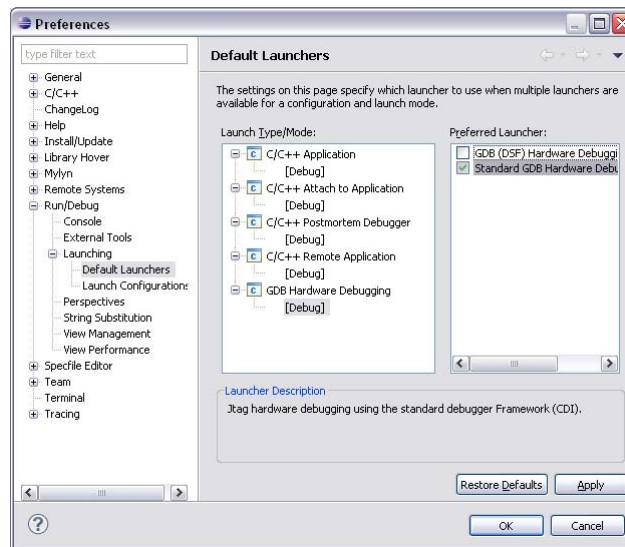 Preferences
type filter text
General
C/C++
ChangeLog
Help
Install/Update
Library Hover
Mylyn
Remote Systems
Run/Debug
Console
External Tools
Launching
Default Launchers
Launch Configurations
Perspectives
String Substitution
View Management
View Performance
Specfile Editor
Team
Terminal
Tracing
Default Launchers
The settings on this page specify which launcher to use when multiple launchers are
available for a configuration and launch mode.
Launch Type/Mode:
C/C++ Application
[Debug]
C/C++ Attach to Application
[Debug]
C/C++ Postmortem Debugger
[Debug]
C/C++ Remote Application
[Debug]
GDB Hardware Debugging
[Debug]
Preferred Launcher:
GDB (DSF) Hardware Debuggi
Standard GDB Hardware Debu
Launcher Description
Jtag hardware debugging using the standard debugger Framework (CDI).
Restore Defaults
Apply
OK
Cancel